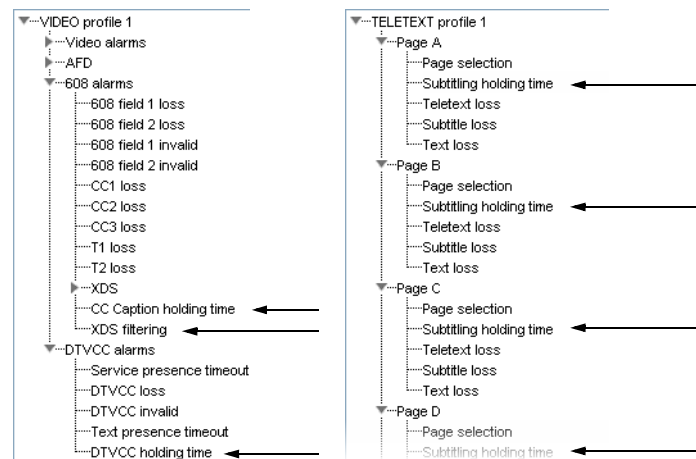 VIDEO profile 1
Video alarms
AFD
608 alarms
608 field 1 loss
608 field 2 loss
608 field 1 invalid
608 field 2 invalid
CC1 loss
CC2 loss
CC3 loss
T1 loss
T2 loss
XDS
CC Caption holding time
XDS filtering
DTVCC alarms
Service presence timeout
DTVCC loss
DTVCC invalid
Text presence timeout
DTVCC holding time
TELETEXT profile 1
Page A
Page selection
Subtitling holding time
Teletext loss
Subtitle loss
Text loss
Page B
Page selection
Subtitling holding time
Teletext loss
Subtitle loss
Text loss
Page C
Page selection
Subtitling holding time
Teletext loss
Subtitle loss
Text loss
Page D
Page selection
Subtitling holding time